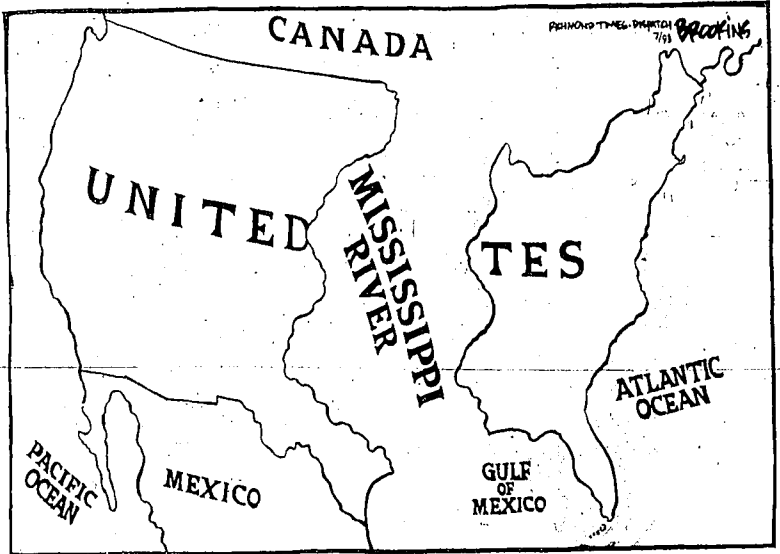 CANADA
RICHMOND TIMES-DISPATCH
7/93 BROOKINS
UNITED
MISSISSIPPI
RIVER
TES
ATLANTIC
OCEAN
PACIFIC
OCEAN
MEXICO
GULF
OF
MEXICO